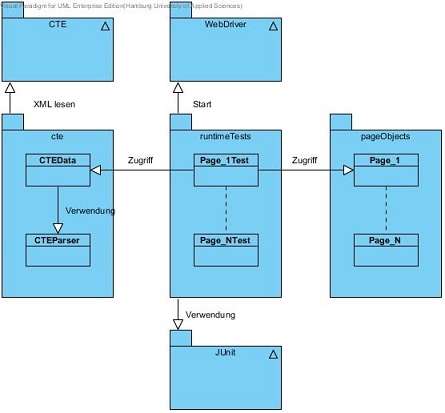 Visual Paradigm for UML Enterprise Edition(Hamburg University of Applied Sciences)
CTE
WebDriver
XML lesen
Start
cte
runtimeTests
pageObjects
CTEData
Zugriff
Page_1Test
Zugriff
Page_1
Verwendung
CTEParser
Page_NTest
Page_N
Verwendung
JUnit